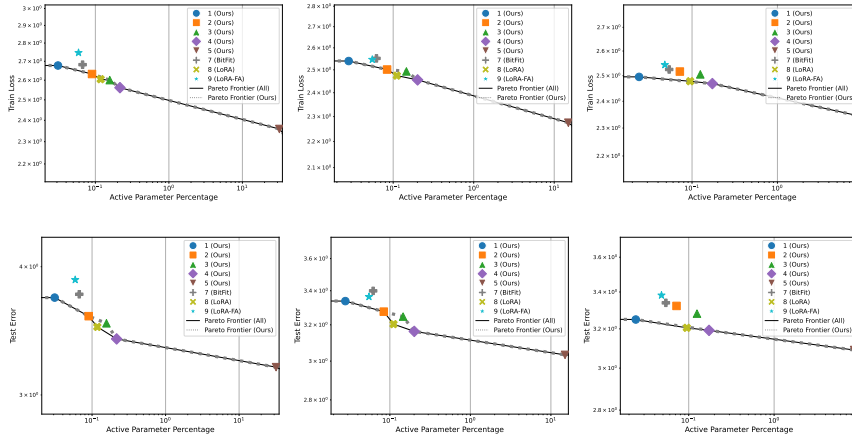 3 × 10⁰
2.9 × 10⁰
2.8 × 10⁰
2.7 × 10⁰
2.6 × 10⁰
2.5 × 10⁰
2.4 × 10⁰
2.3 × 10⁰
2.2 × 10⁰
Train Loss
10⁻¹
10⁰
10¹
Active Parameter Percentage
1 (Ours)
2 (Ours)
3 (Ours)
4 (Ours)
5 (Ours)
7 (BitFit)
8 (LoRA)
9 (LoRA-FA)
Pareto Frontier (All)
Pareto Frontier (Ours)
2.8 × 10⁰
2.7 × 10⁰
2.6 × 10⁰
2.5 × 10⁰
2.4 × 10⁰
2.3 × 10⁰
2.2 × 10⁰
2.1 × 10⁰
Train Loss
10⁻¹
10⁰
10¹
Active Parameter Percentage
1 (Ours)
2 (Ours)
3 (Ours)
4 (Ours)
5 (Ours)
7 (BitFit)
8 (LoRA)
9 (LoRA-FA)
Pareto Frontier (All)
Pareto Frontier (Ours)
2.8 × 10⁰
2.7 × 10⁰
2.6 × 10⁰
2.5 × 10⁰
2.4 × 10⁰
2.3 × 10⁰
2.2 × 10⁰
Train Loss
10⁻¹
10⁰
Active Parameter Percentage
1 (Ours)
2 (Ours)
3 (Ours)
4 (Ours)
5 (Ours)
7 (BitFit)
8 (LoRA)
9 (LoRA-FA)
Pareto Frontier (All)
Pareto Frontier (Ours)
4 × 10⁰
3 × 10⁰
Test Error
10⁻¹
10⁰
10¹
Active Parameter Percentage
1 (Ours)
2 (Ours)
3 (Ours)
4 (Ours)
5 (Ours)
7 (BitFit)
8 (LoRA)
9 (LoRA-FA)
Pareto Frontier (All)
Pareto Frontier (Ours)
3.6 × 10⁰
3.4 × 10⁰
3.2 × 10⁰
3 × 10⁰
2.8 × 10⁰
Test Error
10⁻¹
10⁰
10¹
Active Parameter Percentage
1 (Ours)
2 (Ours)
3 (Ours)
4 (Ours)
5 (Ours)
7 (BitFit)
8 (LoRA)
9 (LoRA-FA)
Pareto Frontier (All)
Pareto Frontier (Ours)
3.6 × 10⁰
3.4 × 10⁰
3.2 × 10⁰
3 × 10⁰
2.8 × 10⁰
Test Error
10⁻¹
10⁰
Active Parameter Percentage
1 (Ours)
2 (Ours)
3 (Ours)
4 (Ours)
5 (Ours)
7 (BitFit)
8 (LoRA)
9 (LoRA-FA)
Pareto Frontier (All)
Pareto Frontier (Ours)